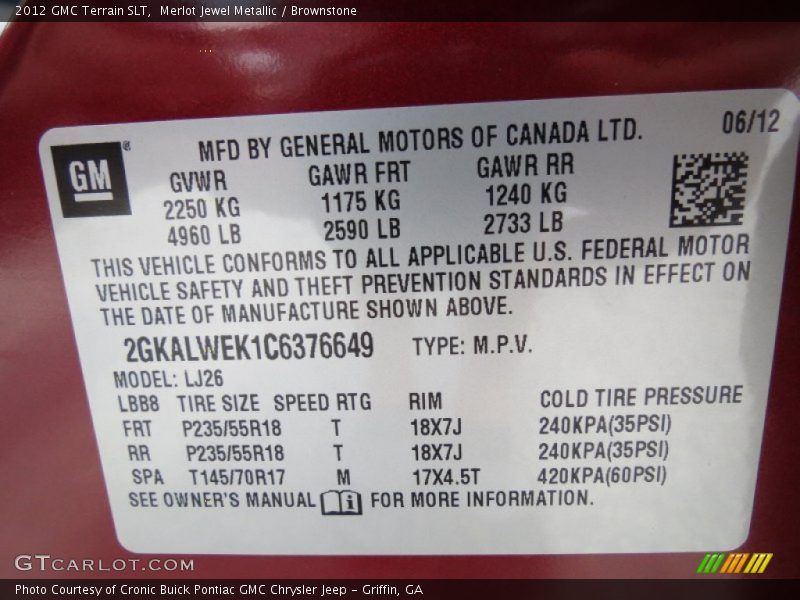 2012 GMC Terrain SLT, Merlot Jewel Metallic / Brownstone
GM®
MFD BY GENERAL MOTORS OF CANADA LTD.
06/12
GVWR GAWR FRT GAWR RR
2250 KG 1175 KG 1240 KG
4960 LB 2590 LB 2733 LB
THIS VEHICLE CONFORMS TO ALL APPLICABLE U.S. FEDERAL MOTOR
VEHICLE SAFETY AND THEFT PREVENTION STANDARDS IN EFFECT ON
THE DATE OF MANUFACTURE SHOWN ABOVE.
2GKALWEK1C6376649 TYPE: M.P.V.
MODEL: LJ26
LBB8 TIRE SIZE SPEED RTG RIM COLD TIRE PRESSURE
FRT P235/55R18 T 18X7J 240KPA(35PSI)
RR P235/55R18 T 18X7J 240KPA(35PSI)
SPA T145/70R17 M 17X4.5T 420KPA(60PSI)
SEE OWNER'S MANUAL i FOR MORE INFORMATION.
GTCARLOT.COM
Photo Courtesy of Cronic Buick Pontiac GMC Chrysler Jeep - Griffin, GA